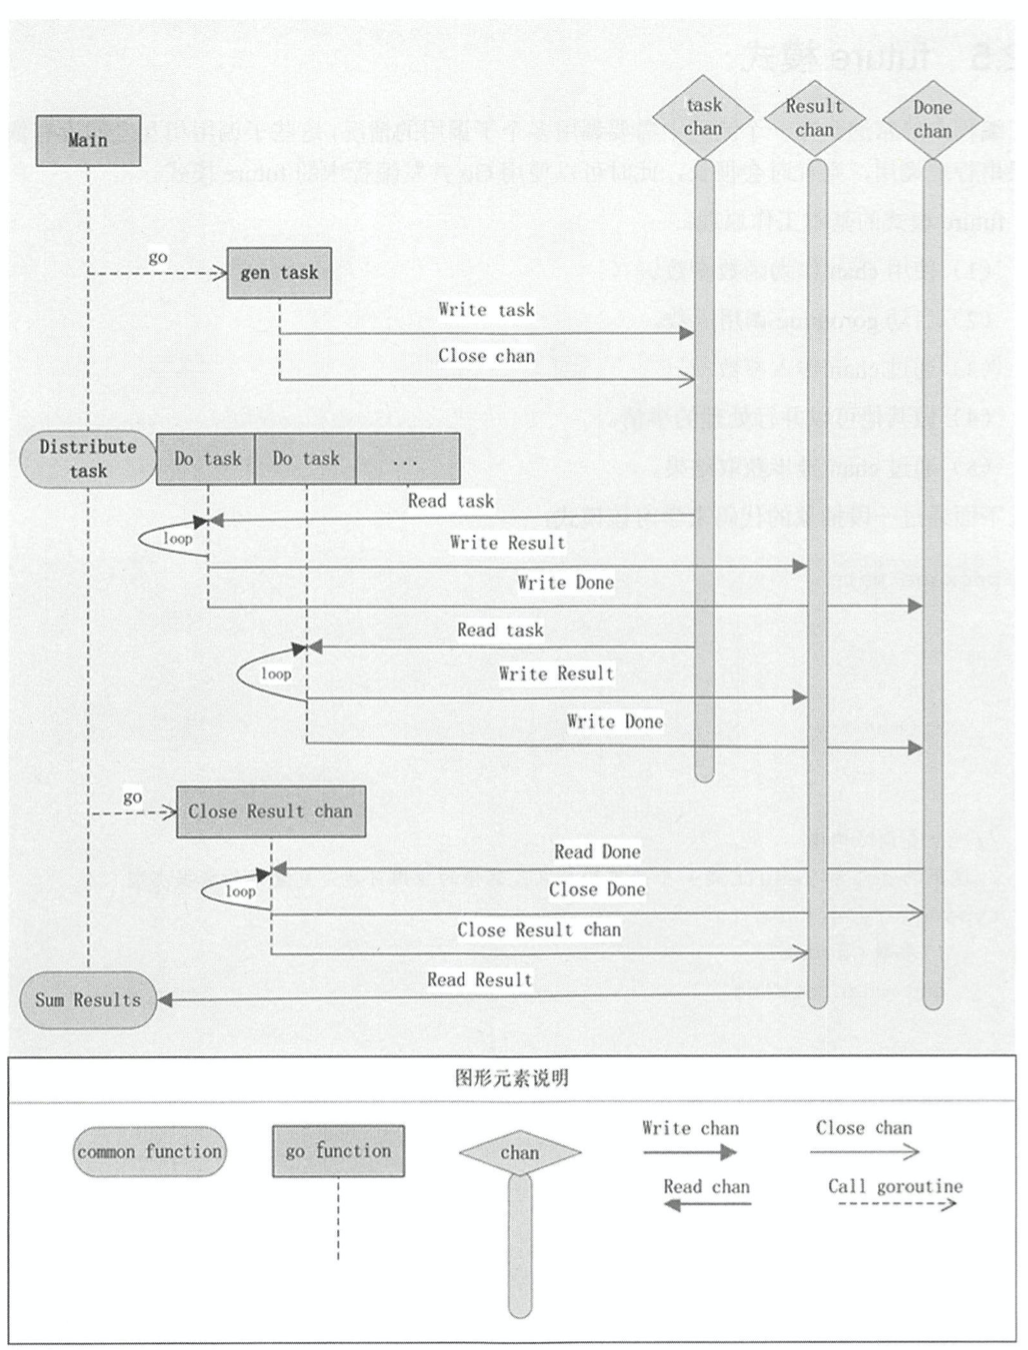 task
chan
Result
chan
Done
chan
Main
go
gen task
Write task
Close chan
Distribute
task
Do task
Do task
...
Read task
loop
Write Result
Write Done
Read task
loop
Write Result
Write Done
go
Close Result chan
Read Done
loop
Close Done
Close Result chan
Read Result
Sum Results
图形元素说明
common function
go function
chan
Write chan
Close chan
Read chan
Call goroutine